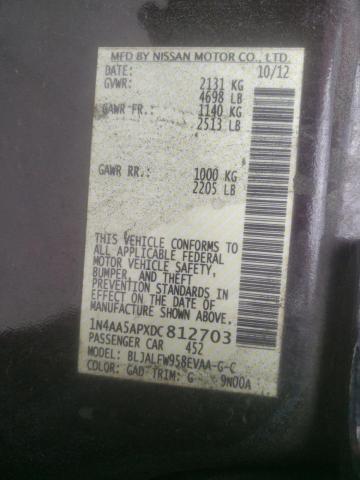 MFD BY NISSAN MOTOR CO., LTD.
DATE: 10/12
GVWR: 2131 KG
4698 LB
GAWR FR.: 1140 KG
2513 LB
GAWR RR.: 1000 KG
2205 LB
THIS VEHICLE CONFORMS TO
ALL APPLICABLE FEDERAL
MOTOR VEHICLE SAFETY,
BUMPER, AND THEFT
PREVENTION STANDARDS IN
EFFECT ON THE DATE OF
MANUFACTURE SHOWN ABOVE.
1N4AA5APXDC812703
PASSENGER CAR 452
MODEL: BLJALFW958EVAA-G-C
COLOR: GAD TRIM: G 9N00A